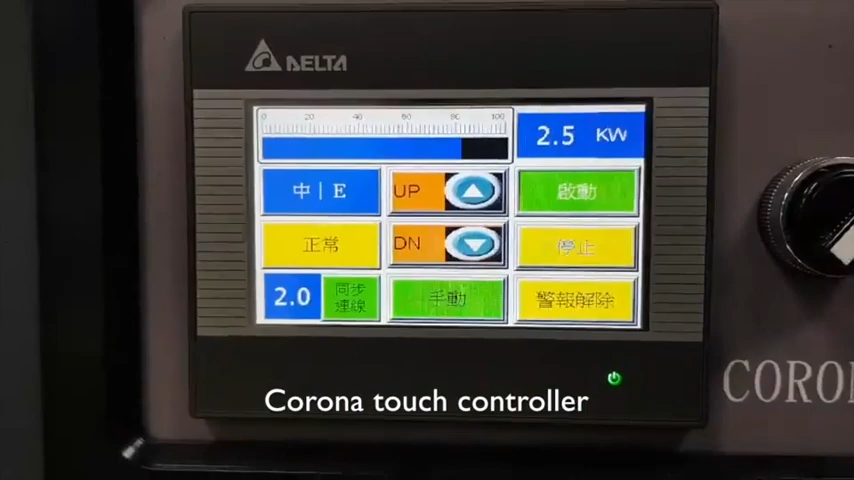 DELTA
0 20 40 60 80 100
2.5 KW
中 | E
UP
啟動
正常
DN
停止
2.0
同步
連線
手動
警報解除
CORO
Corona touch controller